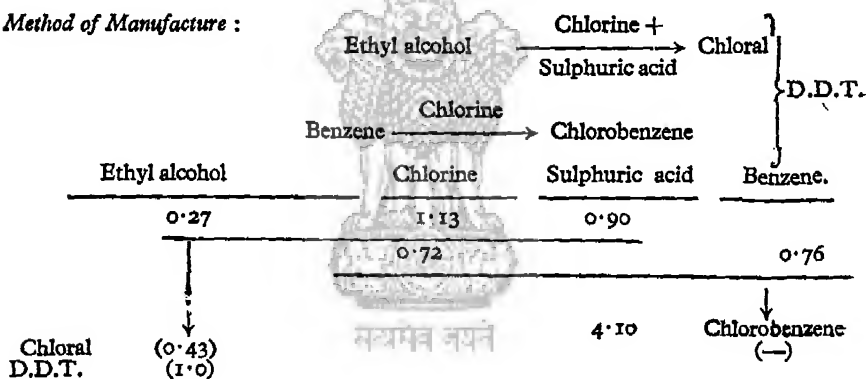 Method of Manufacture :
Ethyl alcohol Chlorine + Sulphuric acid Chloral
D.D.T.
Benzene Chlorine Chlorobenzene
Ethyl alcohol Chlorine Sulphuric acid Benzene.
0·27 1·13 0·90
0·72 0·76
सत्यमेव जयते
4·10 Chlorobenzene
Chloral (0·43) (—)
D.D.T. (1·0)